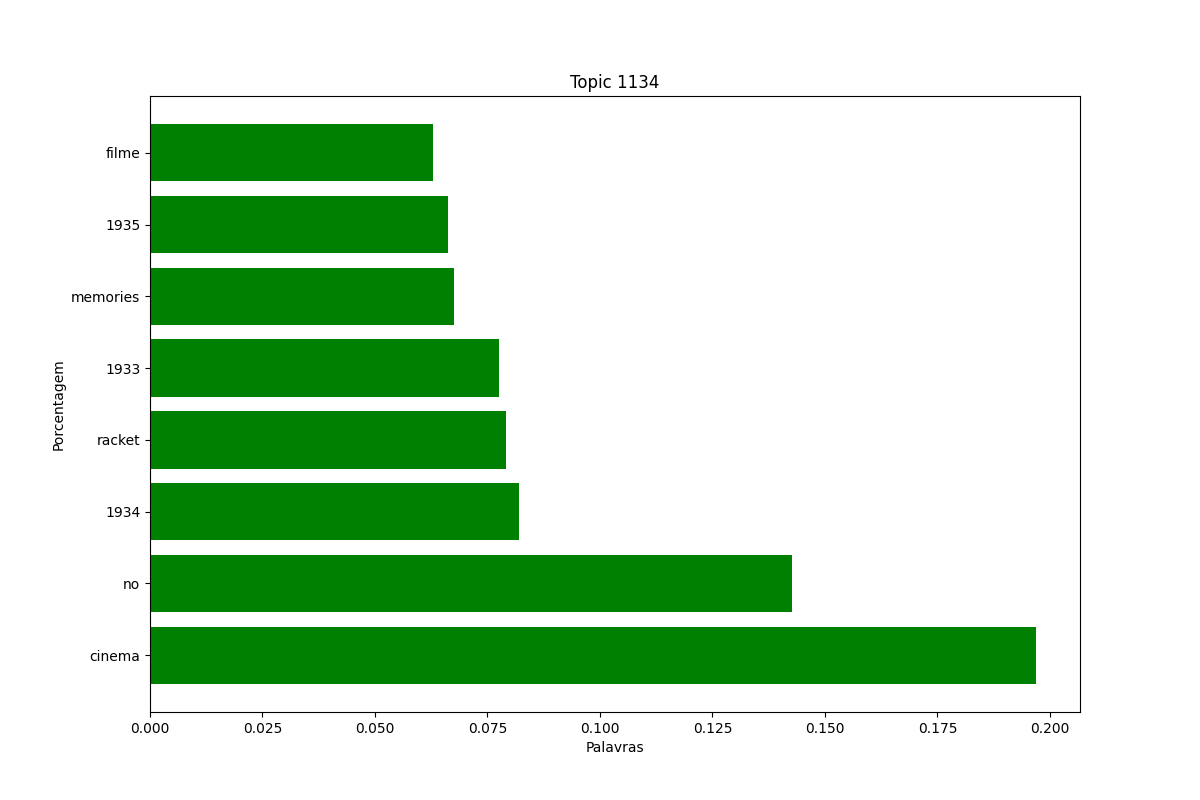 Topic 1134
filme
1935
memories
1933
racket
1934
no
cinema
Porcentagem
0.000 0.025 0.050 0.075 0.100 0.125 0.150 0.175 0.200
Palavras